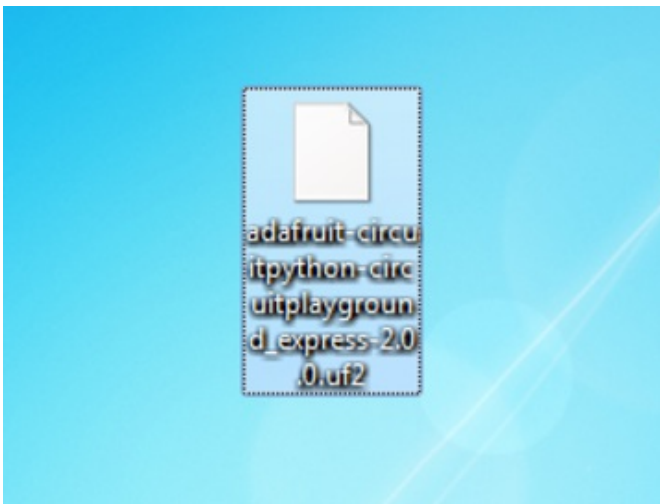 adafruit-circu
itpython-circ
uitplaygroun
d_express-2.0
.0.uf2